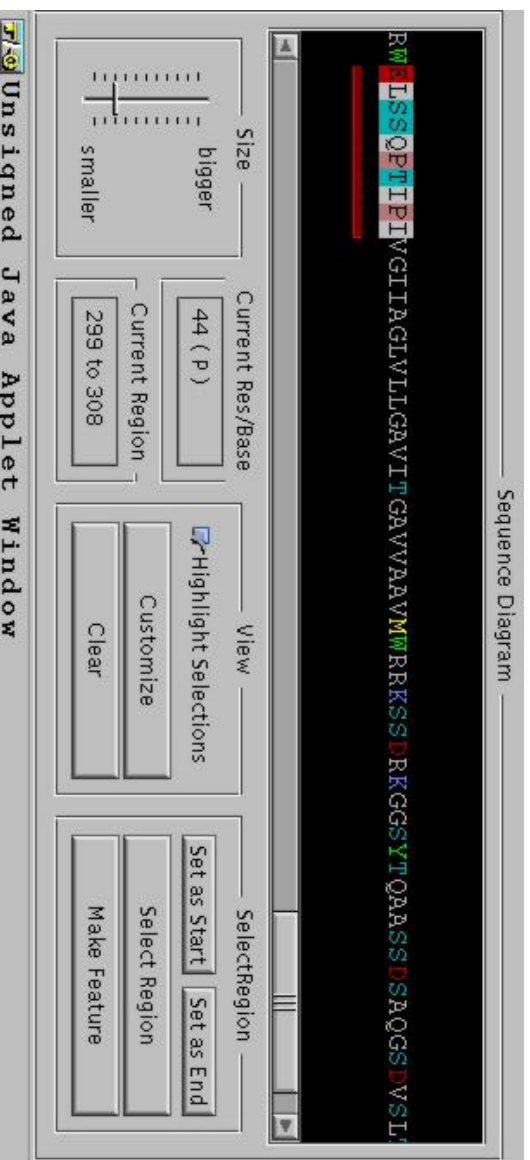 Sequence Diagram
RWELSSQPTIPIVGIIAGLVLLGAVITGAVVAAVMWRRKSSDRKGGSYTQAASSDSAQGSDVSLT
Size
bigger
smaller
Current Res/Base
44 ( P )
Current Region
299 to 308
View
Highlight Selections
Customize
Clear
SelectRegion
Set as Start
Set as End
Select Region
Make Feature
Unsigned Java Applet Window